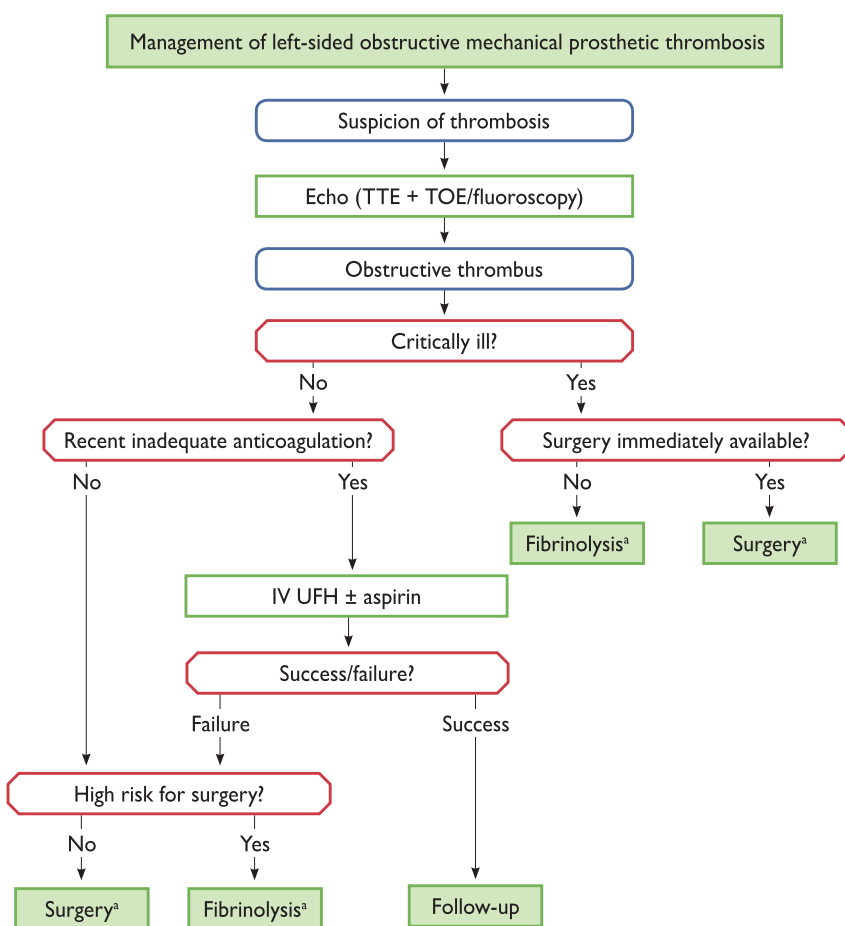 Management of left-sided obstructive mechanical prosthetic thrombosis
Suspicion of thrombosis
Echo (TTE + TOE/fluoroscopy)
Obstructive thrombus
Critically ill?
No
Yes
Recent inadequate anticoagulation?
Surgery immediately available?
No
Yes
No
Yes
Fibrinolysisᵃ
Surgeryᵃ
IV UFH ± aspirin
Success/failure?
Failure
Success
High risk for surgery?
No
Yes
Surgeryᵃ
Fibrinolysisᵃ
Follow-up